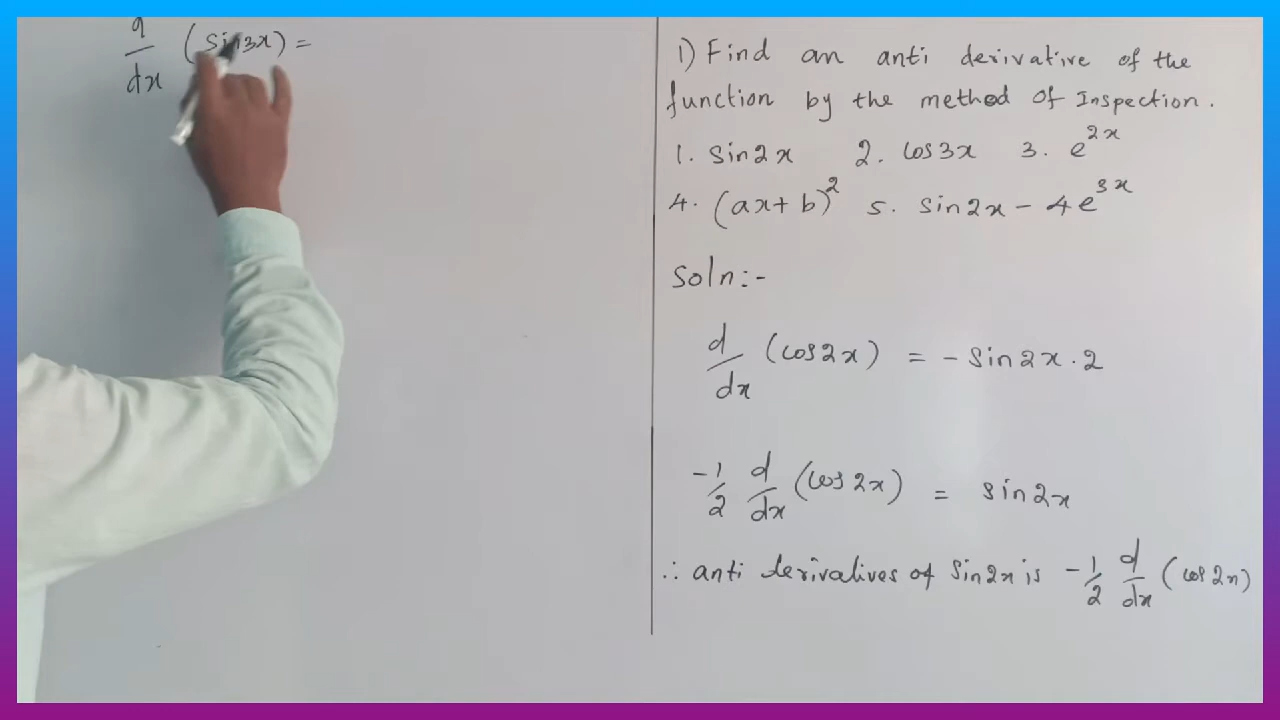 d/dx (sin3x) =
1) Find an anti derivative of the
function by the method of Inspection.
1. sin2x 2. cos3x 3. e^2x
4. (ax+b)^2 5. sin2x - 4e^3x
Soln:-
d/dx (cos2x) = - sin2x.2
-1/2 d/dx (cos2x) = sin2x
∴ anti derivatives of sin2x is -1/2 d/dx (cos2x)